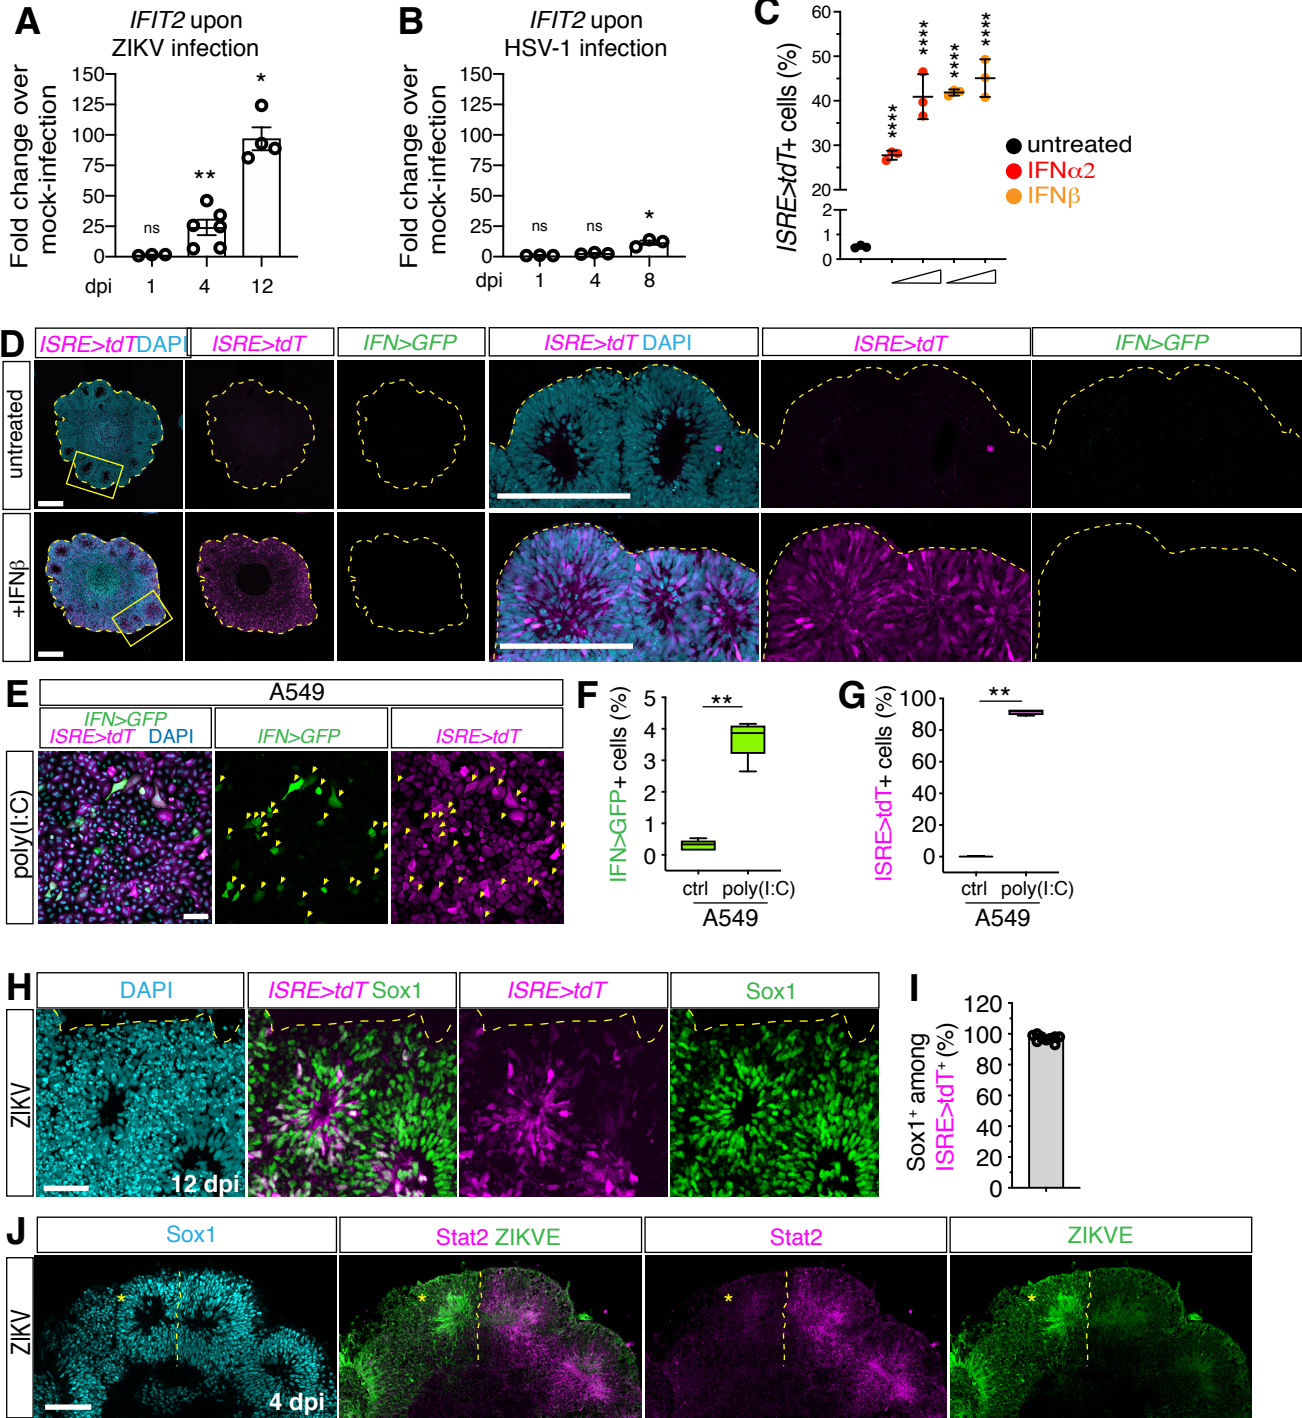 A
IFIT2 upon
ZIKV infection
Fold change over
mock-infection
150
125
100
75
50
25
0
ns
**
*
dpi 1 4 12
B
IFIT2 upon
HSV-1 infection
Fold change over
mock-infection
150
125
100
75
50
25
0
ns
ns
*
dpi 1 4 8
C
ISRE>tdT+ cells (%)
60
50
40
30
20
2
1
0
****
****
****
****
untreated
IFNα2
IFNβ
D
ISRE>tdT DAPI
ISRE>tdT
IFN>GFP
ISRE>tdT DAPI
ISRE>tdT
IFN>GFP
untreated
+IFNβ
E
A549
IFN>GFP
ISRE>tdT DAPI
IFN>GFP
ISRE>tdT
poly(I:C)
F
IFN>GFP+ cells (%)
5
4
3
2
1
0
**
ctrl poly(I:C)
A549
G
ISRE>tdT+ cells (%)
100
80
60
40
20
0
**
ctrl poly(I:C)
A549
H
DAPI
ISRE>tdT Sox1
ISRE>tdT
Sox1
ZIKV
12 dpi
I
Sox1+ among
ISRE>tdT+ (%)
120
100
80
60
40
20
0
J
Sox1
Stat2 ZIKVE
Stat2
ZIKVE
ZIKV
*
*
*
*
4 dpi